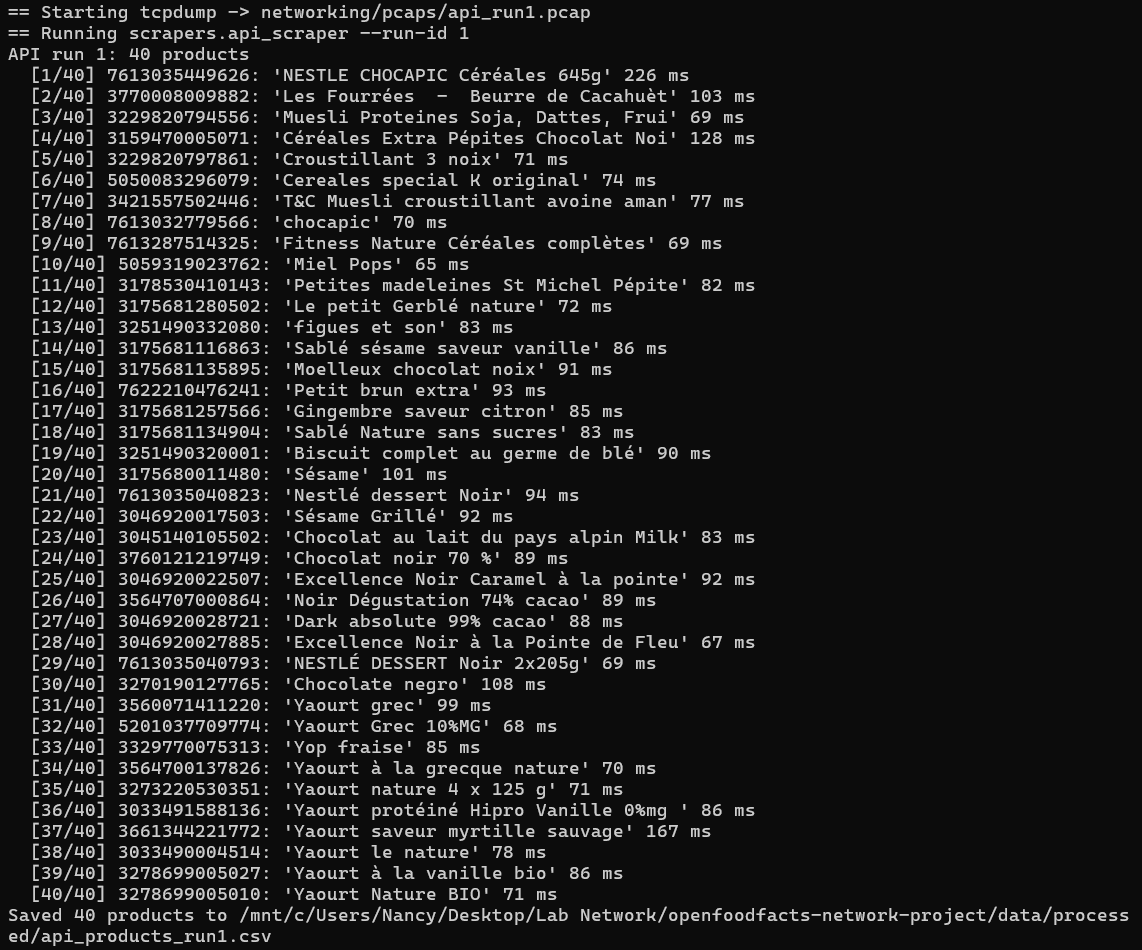 == Starting tcpdump -> networking/pcaps/api_run1.pcap
== Running scrapers.api_scraper --run-id 1
API run 1: 40 products
[1/40] 7613035449626: 'NESTLE CHOCAPIC Céréales 645g' 226 ms
[2/40] 3770008009882: 'Les Fourrées  -  Beurre de Cacahuèt' 103 ms
[3/40] 3229820794556: 'Muesli Proteines Soja, Dattes, Frui' 69 ms
[4/40] 3159470005071: 'Céréales Extra Pépites Chocolat Noi' 128 ms
[5/40] 3229820797861: 'Croustillant 3 noix' 71 ms
[6/40] 5050083296079: 'Cereales special K original' 74 ms
[7/40] 3421557502446: 'T&C Muesli croustillant avoine aman' 77 ms
[8/40] 7613032779566: 'chocapic' 70 ms
[9/40] 7613287514325: 'Fitness Nature Céréales complètes' 69 ms
[10/40] 5059319023762: 'Miel Pops' 65 ms
[11/40] 3178530410143: 'Petites madeleines St Michel Pépite' 82 ms
[12/40] 3175681280502: 'Le petit Gerblé nature' 72 ms
[13/40] 3251490332080: 'figues et son' 83 ms
[14/40] 3175681116863: 'Sablé sésame saveur vanille' 86 ms
[15/40] 3175681135895: 'Moelleux chocolat noix' 91 ms
[16/40] 7622210476241: 'Petit brun extra' 93 ms
[17/40] 3175681257566: 'Gingembre saveur citron' 85 ms
[18/40] 3175681134904: 'Sablé Nature sans sucres' 83 ms
[19/40] 3251490320001: 'Biscuit complet au germe de blé' 90 ms
[20/40] 3175680011480: 'Sésame' 101 ms
[21/40] 7613035040823: 'Nestlé dessert Noir' 94 ms
[22/40] 3046920017503: 'Sésame Grillé' 92 ms
[23/40] 3045140105502: 'Chocolat au lait du pays alpin Milk' 83 ms
[24/40] 3760121219749: 'Chocolat noir 70 %' 89 ms
[25/40] 3046920022507: 'Excellence Noir Caramel à la pointe' 92 ms
[26/40] 3564707000864: 'Noir Dégustation 74% cacao' 89 ms
[27/40] 3046920028721: 'Dark absolute 99% cacao' 88 ms
[28/40] 3046920027885: 'Excellence Noir à la Pointe de Fleu' 67 ms
[29/40] 7613035040793: 'NESTLÉ DESSERT Noir 2x205g' 69 ms
[30/40] 3270190127765: 'Chocolate negro' 108 ms
[31/40] 3560071411220: 'Yaourt grec' 99 ms
[32/40] 5201037709774: 'Yaourt Grec 10%MG' 68 ms
[33/40] 3329770075313: 'Yop fraise' 85 ms
[34/40] 3564700137826: 'Yaourt à la grecque nature' 70 ms
[35/40] 3273220530351: 'Yaourt nature 4 x 125 g' 71 ms
[36/40] 3033491588136: 'Yaourt protéiné Hipro Vanille 0%mg ' 86 ms
[37/40] 3661344221772: 'Yaourt saveur myrtille sauvage' 167 ms
[38/40] 3033490004514: 'Yaourt le nature' 78 ms
[39/40] 3278699005027: 'Yaourt à la vanille bio' 86 ms
[40/40] 3278699005010: 'Yaourt Nature BIO' 71 ms
Saved 40 products to /mnt/c/Users/Nancy/Desktop/Lab Network/openfoodfacts-network-project/data/process
ed/api_products_run1.csv